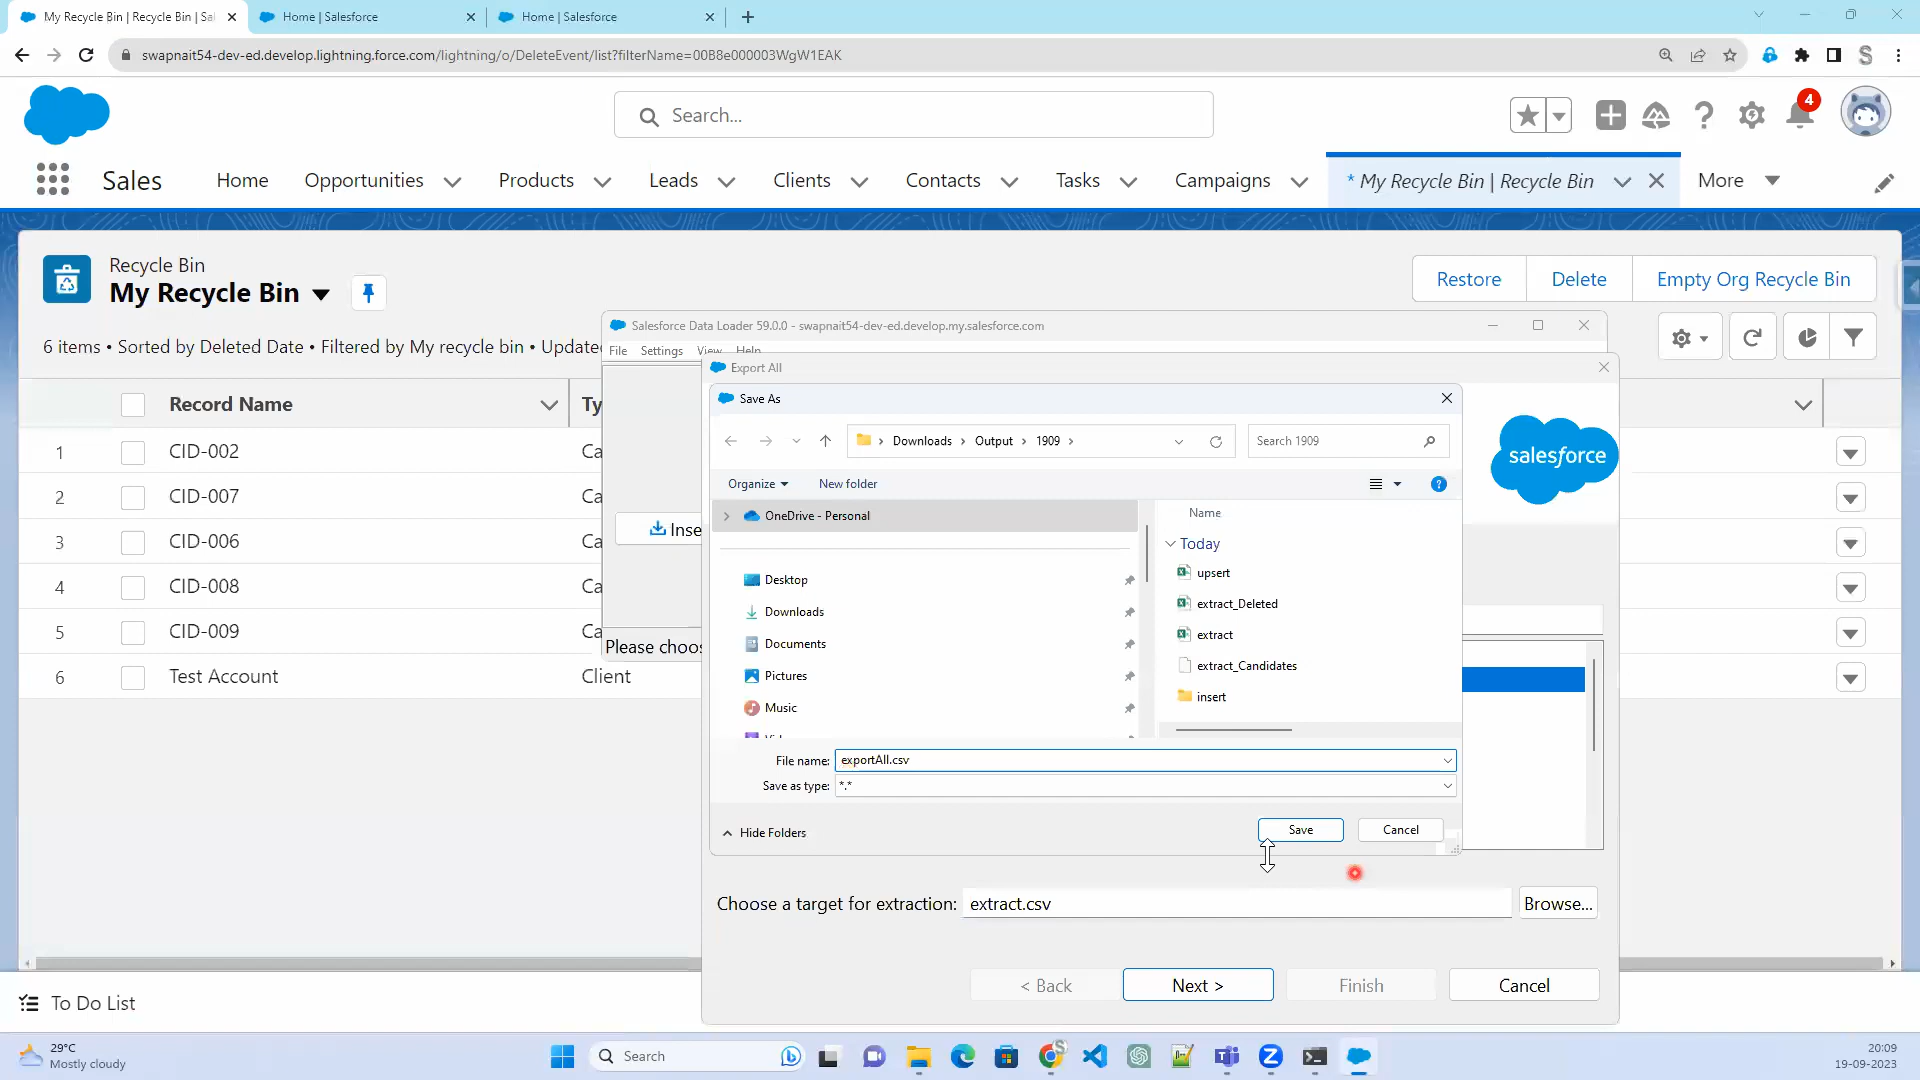 My Recycle Bin | Recycle Bin | Sal
Home | Salesforce
Home | Salesforce
swapnait54-dev-ed.develop.lightning.force.com/lightning/o/DeleteEvent/list?filterName=00B8e000003WgW1EAK
S
Search...
4
Sales
Home
Opportunities
Products
Leads
Clients
Contacts
Tasks
Campaigns
* My Recycle Bin | Recycle Bin
More
Recycle Bin
My Recycle Bin
Restore
Delete
Empty Org Recycle Bin
6 items • Sorted by Deleted Date • Filtered by My recycle bin • Update
Record Name
Ty
1 CID-002 Ca
2 CID-007 Ca
3 CID-006 Ca
4 CID-008 Ca
5 CID-009 Ca
6 Test Account Client
Salesforce Data Loader 59.0.0 - swapnait54-dev-ed.develop.my.salesforce.com
File Settings View Help
Inse
Please choos
Export All
salesforce
Save As
Downloads > Output > 1909 >
Search 1909
Organize
New folder
OneDrive - Personal
Desktop
Downloads
Documents
Pictures
Music
Name
Today
upsert
extract_Deleted
extract
extract_Candidates
insert
File name: exportAll.csv
Save as type: *.*
Hide Folders
Save
Cancel
Choose a target for extraction: extract.csv
Browse...
< Back
Next >
Finish
Cancel
To Do List
29°C
Mostly cloudy
Search
20:09
19-09-2023